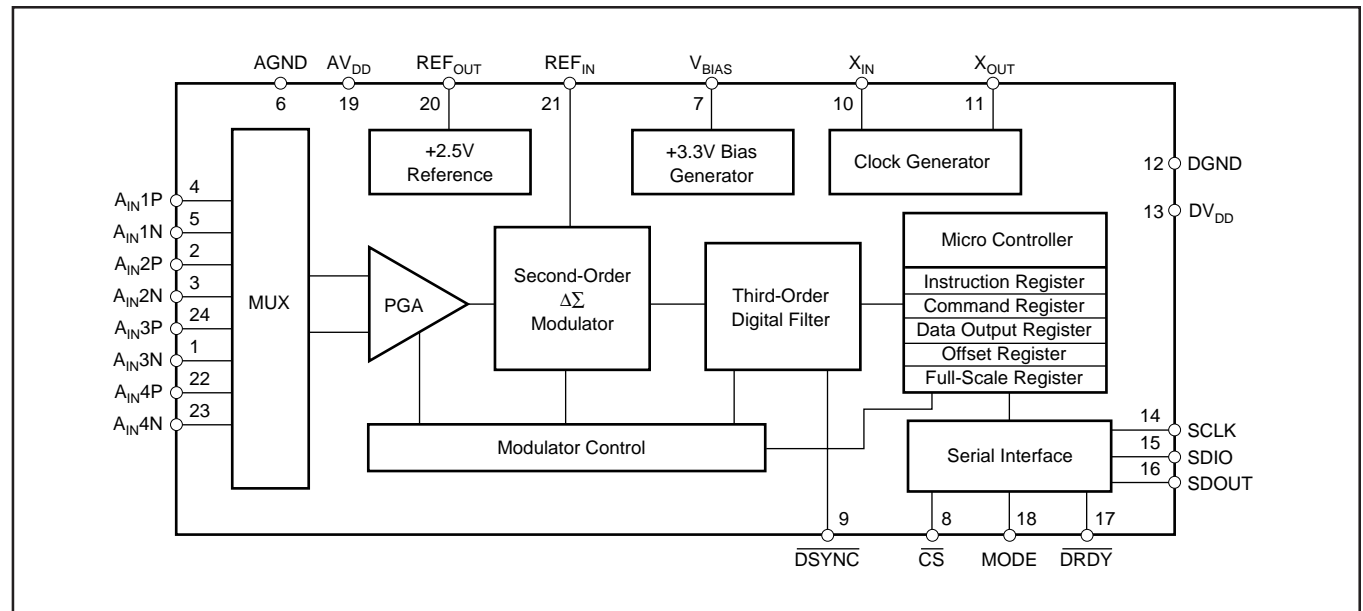 AGND AVDD REFOUT REFIN VBIAS XIN XOUT
6 19 20 21 7 10 11
+2.5V
Reference
+3.3V Bias
Generator
Clock Generator
12 DGND
13 DVDD
AIN1P 4
AIN1N 5
AIN2P 2
AIN2N 3
AIN3P 24
AIN3N 1
AIN4P 22
AIN4N 23
MUX
PGA
Second-Order
ΔΣ
Modulator
Third-Order
Digital Filter
Micro Controller
Instruction Register
Command Register
Data Output Register
Offset Register
Full-Scale Register
Modulator Control
Serial Interface
14 SCLK
15 SDIO
16 SDOUT
9 8 18 17
DSYNC CS MODE DRDY